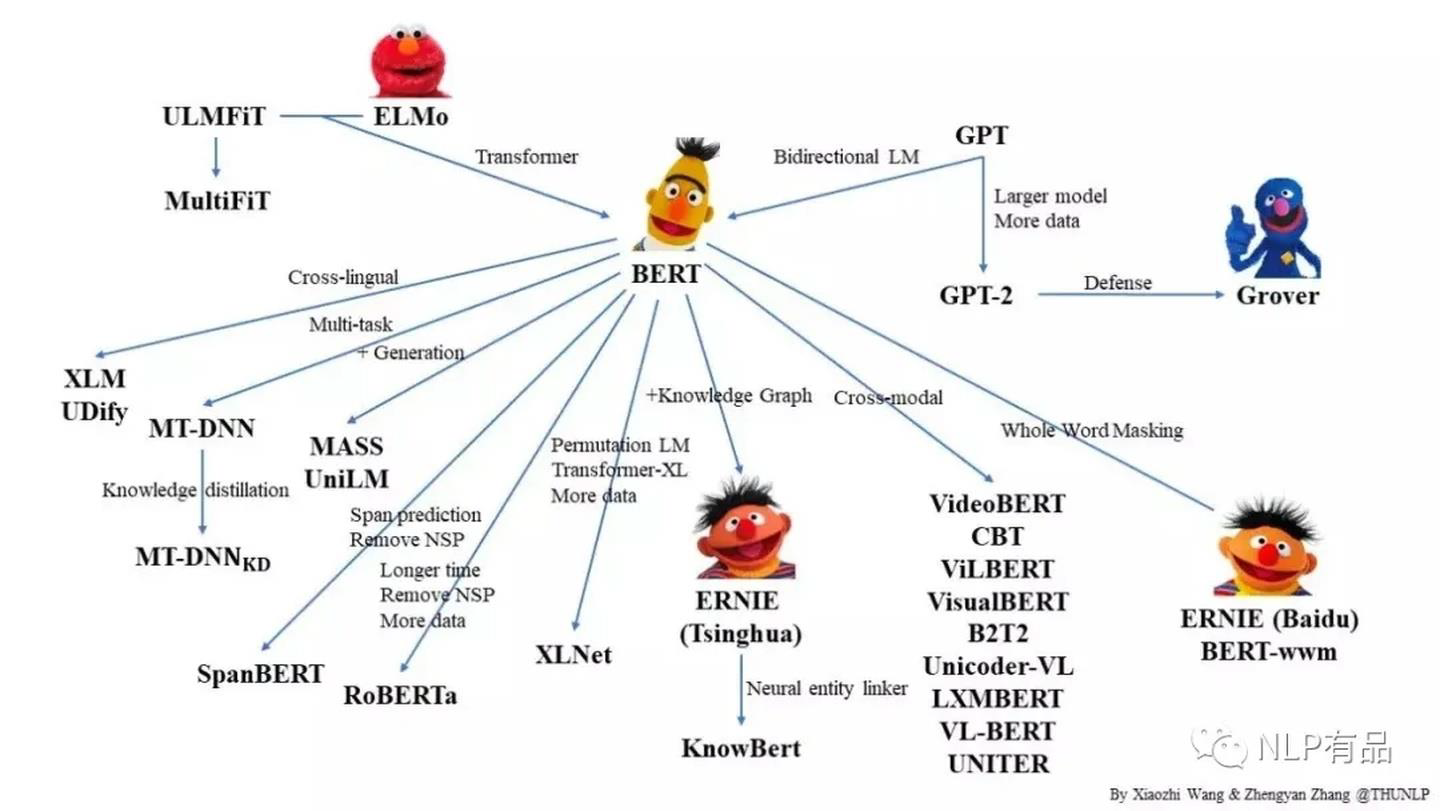 ULMFiT
ELMo
GPT
Transformer
Bidirectional LM
MultiFiT
Larger model
More data
BERT
Cross-lingual
GPT-2
Defense
Grover
Multi-task
+ Generation
XLM
UDify
+Knowledge Graph
Cross-modal
MT-DNN
Whole Word Masking
MASS
UniLM
Permutation LM
Transformer-XL
More data
Knowledge distillation
Span prediction
Remove NSP
MT-DNNKD
Longer time
Remove NSP
More data
VideoBERT
CBT
ViLBERT
VisualBERT
B2T2
Unicoder-VL
LXMBERT
VL-BERT
UNITER
ERNIE
(Tsinghua)
ERNIE (Baidu)
BERT-wwm
XLNet
SpanBERT
RoBERTa
Neural entity linker
KnowBert
NLP有品
By Xiaozhi Wang & Zhengyan Zhang @THUNLP